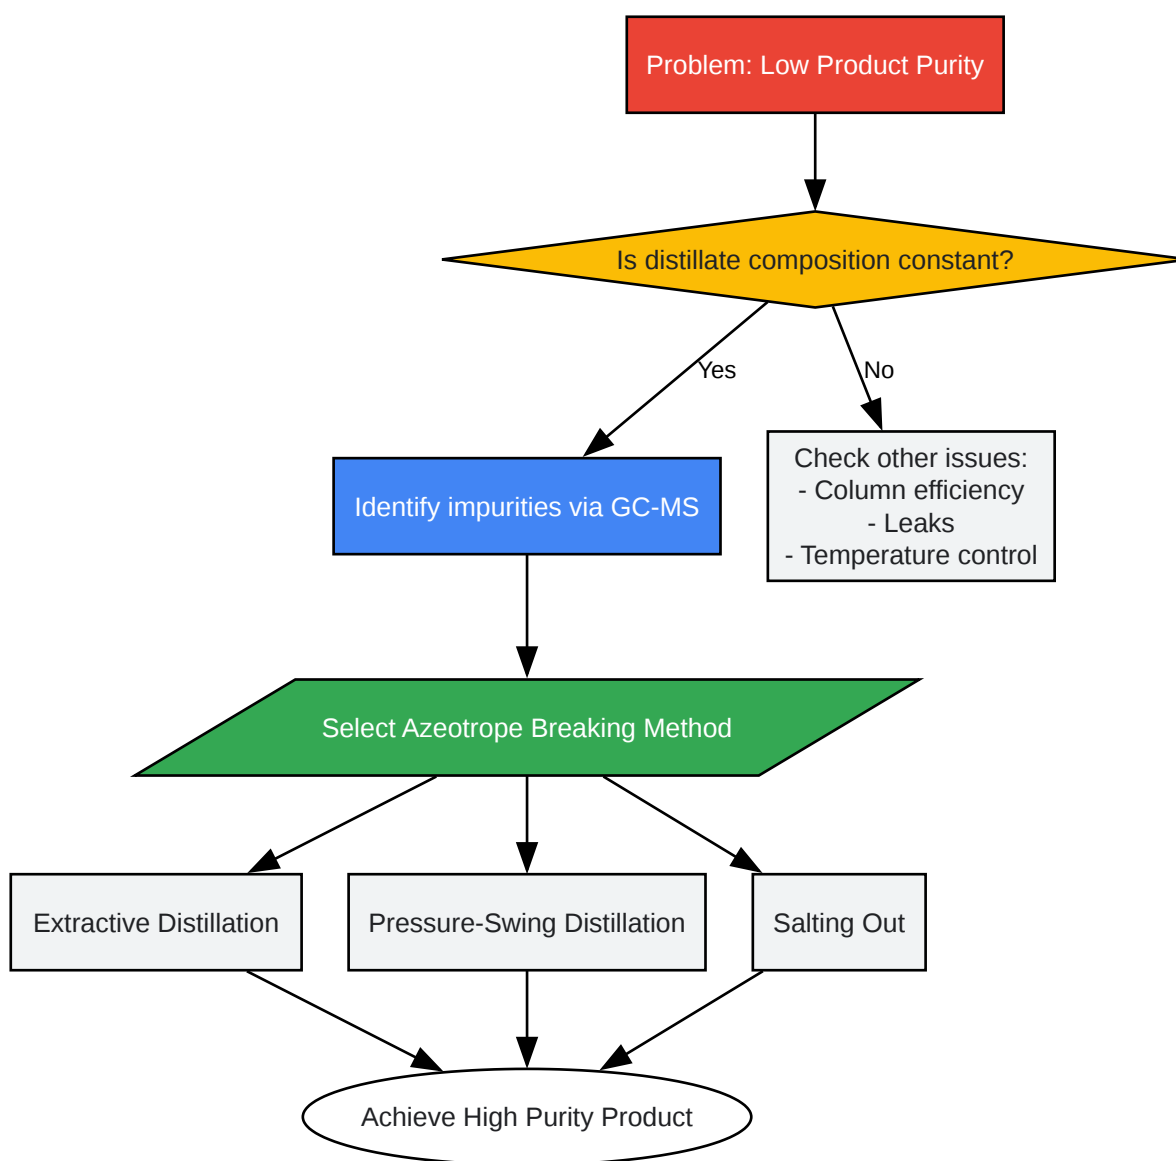 Problem: Low Product Purity
Is distillate composition constant?
Yes
No
Identify impurities via GC-MS
Check other issues:
- Column efficiency
- Leaks
- Temperature control
Select Azeotrope Breaking Method
Extractive Distillation
Pressure-Swing Distillation
Salting Out
Achieve High Purity Product